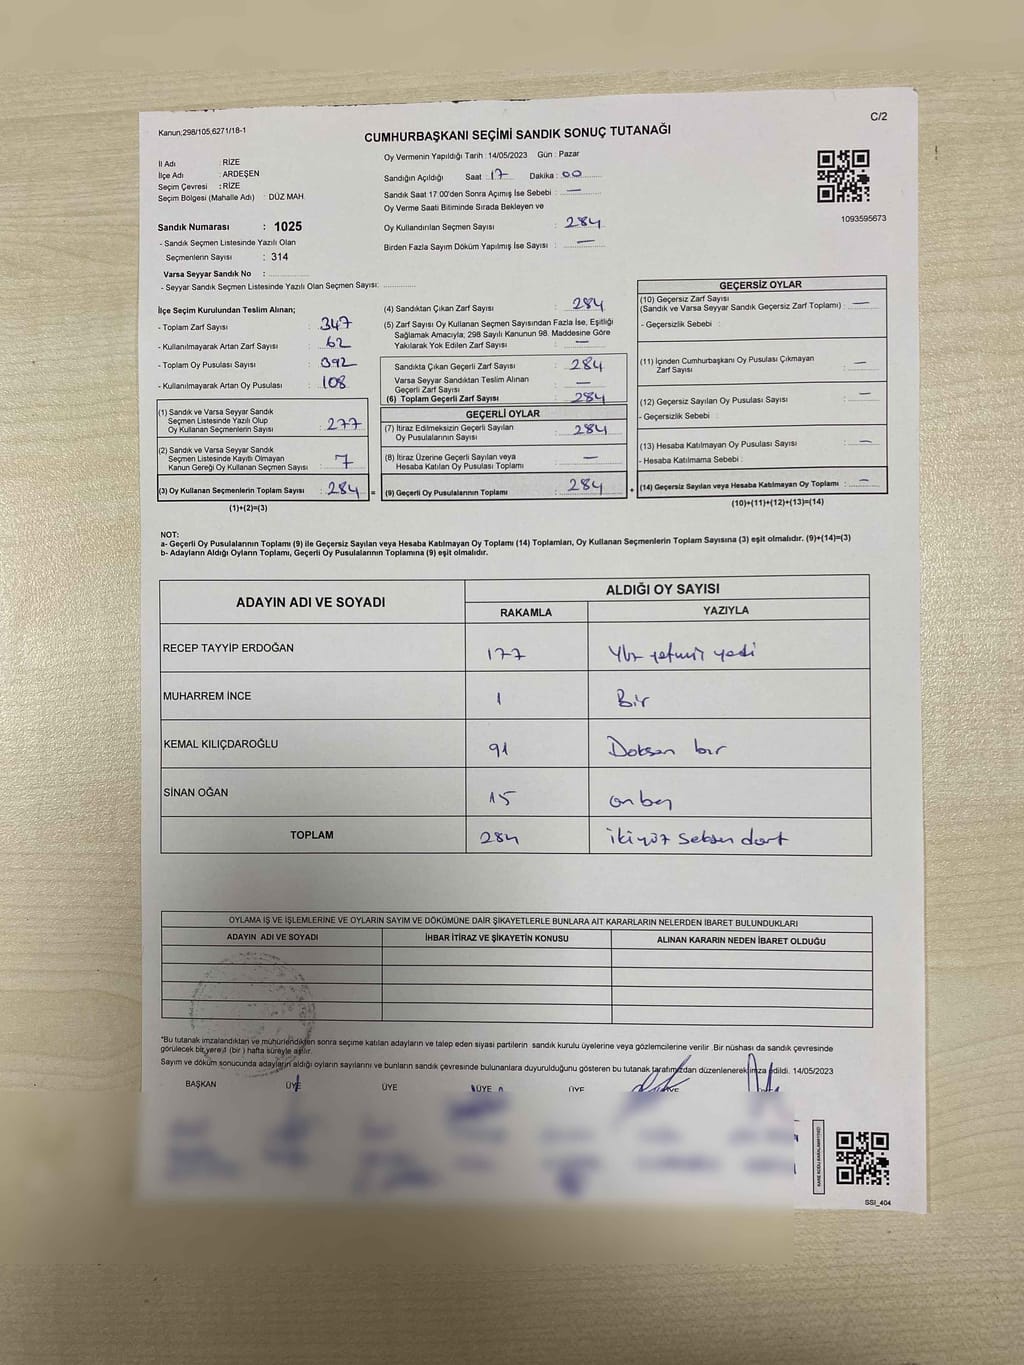 Kanun;298/105,6271/18-1
C/2
CUMHURBAŞKANI SEÇİMİ SANDIK SONUÇ TUTANAĞI
İl Adı : RİZE
İlçe Adı : ARDEŞEN
Seçim Çevresi : RİZE
Seçim Bölgesi (Mahalle Adı) : DÜZ MAH.
Sandık Numarası : 1025
- Sandık Seçmen Listesinde Yazılı Olan
Seçmenlerin Sayısı : 314
Varsa Seyyar Sandık No :
- Seyyar Sandık Seçmen Listesinde Yazılı Olan Seçmen Sayısı:
Oy Vermenin Yapıldığı Tarih : 14/05/2023 Gün : Pazar
Sandığın Açıldığı Saat : 17 Dakika : 00
Sandık Saat 17:00'den Sonra Açımış İse Sebebi : —
Oy Verme Saati Bitiminde Sırada Bekleyen ve
Oy Kullandırılan Seçmen Sayısı : 284
Birden Fazla Sayım Döküm Yapılmış İse Sayısı : —
1093595673
İlçe Seçim Kurulundan Teslim Alınan;
- Toplam Zarf Sayısı : 347
- Kullanılmayarak Artan Zarf Sayısı : 62
- Toplam Oy Pusulası Sayısı : 392
- Kullanılmayarak Artan Oy Pusulası : 108
(1) Sandık ve Varsa Seyyar Sandık
Seçmen Listesinde Yazılı Olup
Oy Kullanan Seçmenlerin Sayısı : 277
(2) Sandık ve Varsa Seyyar Sandık
Seçmen Listesinde Kayıtlı Olmayan
Kanun Gereği Oy Kullanan Seçmen Sayısı : 7
(3) Oy Kullanan Seçmenlerin Toplam Sayısı : 284 =
(1)+(2)=(3)
(4) Sandıktan Çıkan Zarf Sayısı : 284
(5) Zarf Sayısı Oy Kullanan Seçmen Sayısından Fazla İse, Eşitliği
Sağlamak Amacıyla; 298 Sayılı Kanunun 98. Maddesine Göre
Yakılarak Yok Edilen Zarf Sayısı : —
Sandıkta Çıkan Geçerli Zarf Sayısı : 284
Varsa Seyyar Sandıktan Teslim Alınan
Geçerli Zarf Sayısı : —
(6) Toplam Geçerli Zarf Sayısı : 284
GEÇERLİ OYLAR
(7) İtiraz Edilmeksizin Geçerli Sayılan
Oy Pusulalarının Sayısı : 284
(8) İtiraz Üzerine Geçerli Sayılan veya
Hesaba Katılan Oy Pusulası Toplamı : —
(9) Geçerli Oy Pusulalarının Toplamı : 284 +
GEÇERSİZ OYLAR
(10) Geçersiz Zarf Sayısı
(Sandık ve Varsa Seyyar Sandık Geçersiz Zarf Toplamı) : —
- Geçersizlik Sebebi :
(11) İçinden Cumhurbaşkanı Oy Pusulası Çıkmayan
Zarf Sayısı : —
(12) Geçersiz Sayılan Oy Pusulası Sayısı : —
- Geçersizlik Sebebi :
(13) Hesaba Katılmayan Oy Pusulası Sayısı : —
- Hesaba Katılmama Sebebi :
(14) Geçersiz Sayılan veya Hesaba Katılmayan Oy Toplamı : —
(10)+(11)+(12)+(13)=(14)
NOT:
a- Geçerli Oy Pusulalarının Toplamı (9) ile Geçersiz Sayılan veya Hesaba Katılmayan Oy Toplamı (14) Toplamları, Oy Kullanan Seçmenlerin Toplam Sayısına (3) eşit olmalıdır. (9)+(14)=(3)
b- Adayların Aldığı Oyların Toplamı, Geçerli Oy Pusulalarının Toplamına (9) eşit olmalıdır.
ADAYIN ADI VE SOYADI ALDIĞI OY SAYISI
RAKAMLA YAZIYLA
RECEP TAYYİP ERDOĞAN 177 Yüz yetmiş yedi
MUHARREM İNCE 1 Bir
KEMAL KILIÇDAROĞLU 91 Doksan bir
SİNAN OĞAN 15 on beş
TOPLAM 284 ikiyüz seksen dört
OYLAMA İŞ VE İŞLEMLERİNE VE OYLARIN SAYIM VE DÖKÜMÜNE DAİR ŞİKAYETLERLE BUNLARA AİT KARARLARIN NELERDEN İBARET BULUNDUKLARI
ADAYIN ADI VE SOYADI İHBAR İTİRAZ VE ŞİKAYETİN KONUSU ALINAN KARARIN NEDEN İBARET OLDUĞU
"Bu tutanak imzalandıktan ve mühürlendikten sonra seçime katılan adayların ve talep eden siyasi partilerin sandık kurulu üyelerine veya gözlemcilerine verilir. Bir nüshası da sandık çevresinde
görülecek bir yere 1 (bir ) hafta süreyle asılır.
Sayım ve döküm sonucunda adayların aldığı oyların sayılarını ve bunların sandık çevresinde bulunanlara duyurulduğunu gösteren bu tutanak tarafımızdan düzenlenerek imza edildi. 14/05/2023
BAŞKAN ÜYE ÜYE ÜYE ÜYE
SSI_404